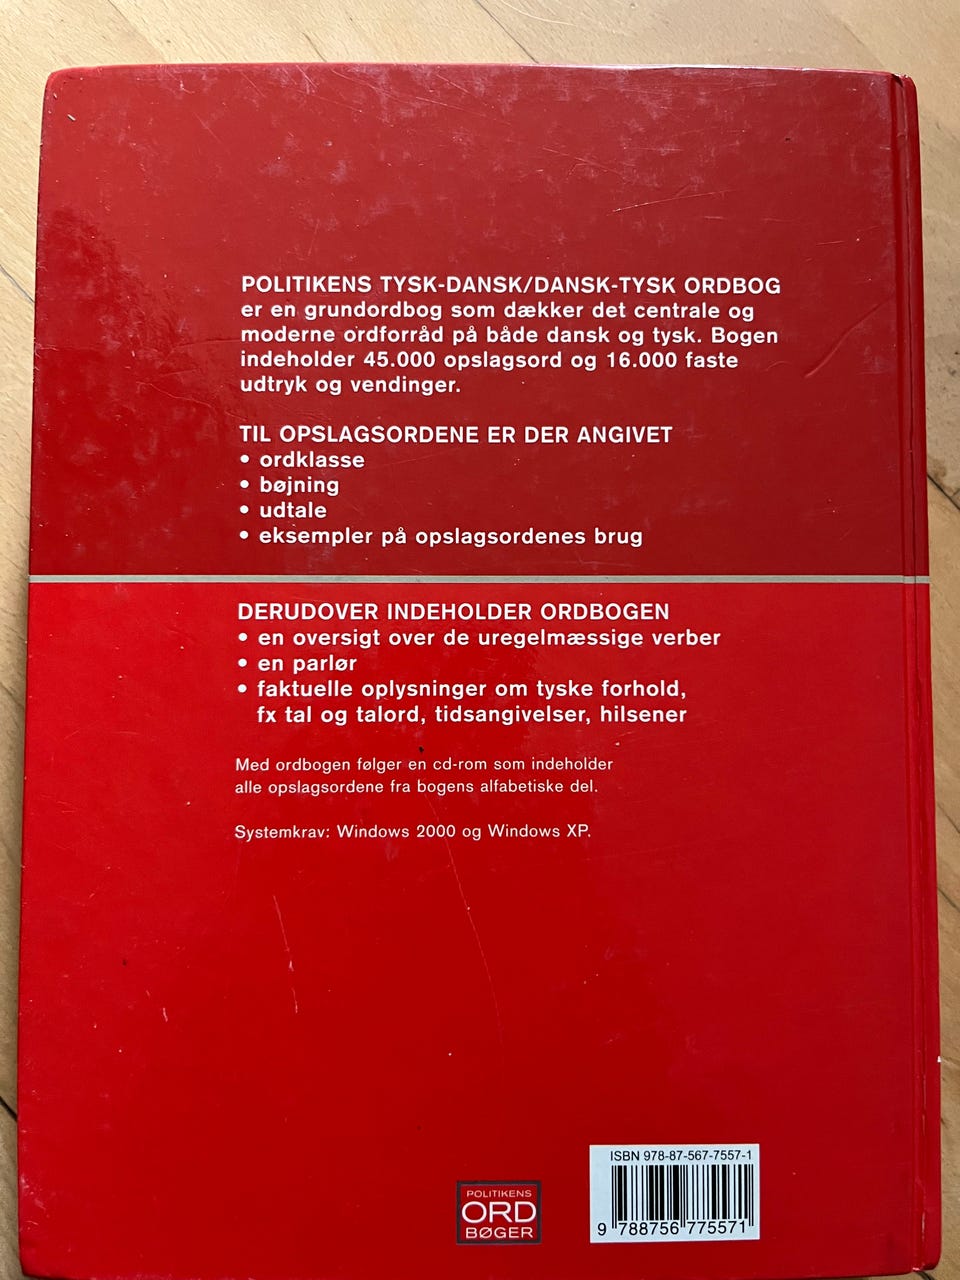 POLITIKENS TYSK-DANSK/DANSK-TYSK ORDBOG
er en grundordbog som dækker det centrale og
moderne ordforråd på både dansk og tysk. Bogen
indeholder 45.000 opslagsord og 16.000 faste
udtryk og vendinger.
TIL OPSLAGSORDENE ER DER ANGIVET
• ordklasse
• bøjning
• udtale
• eksempler på opslagsordenes brug
DERUDOVER INDEHOLDER ORDBOGEN
• en oversigt over de uregelmæssige verber
• en parlør
• faktuelle oplysninger om tyske forhold,
fx tal og talord, tidsangivelser, hilsener
Med ordbogen følger en cd-rom som indeholder
alle opslagsordene fra bogens alfabetiske del.
Systemkrav: Windows 2000 og Windows XP.
POLITIKENS
ORD
BØGER
ISBN 978-87-567-7557-1
9 788756 775571